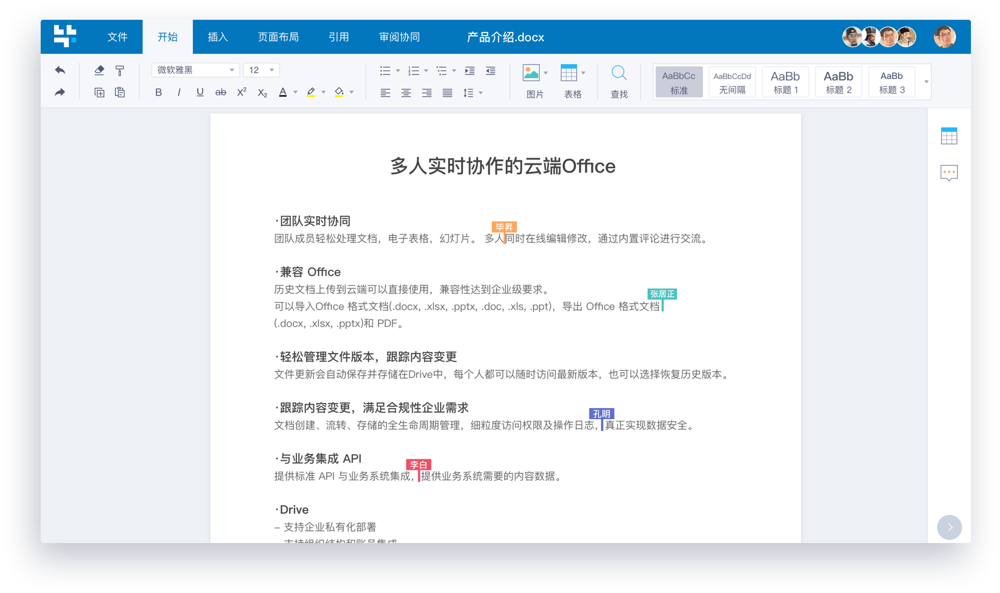 文件 开始 插入 页面布局 引用 审阅协同 产品介绍.docx
微软雅黑 12
B I U ab X² X₂ A
图片 表格 查找
AaBbCc 标准
AaBbCcDd 无间隔
AaBb 标题 1
AaBb 标题 2
AaBb 标题 3
多人实时协作的云端Office
·团队实时协同
毕昇
团队成员轻松处理文档，电子表格，幻灯片。 多人同时在线编辑修改，通过内置评论进行交流。
·兼容 Office
历史文档上传到云端可以直接使用，兼容性达到企业级要求。
张居正
可以导入Office 格式文档(.docx, .xlsx, .pptx, .doc, .xls, .ppt)，导出 Office 格式文档
(.docx, .xlsx, .pptx)和 PDF。
·轻松管理文件版本，跟踪内容变更
文件更新会自动保存并存储在Drive中，每个人都可以随时访问最新版本，也可以选择恢复历史版本。
·跟踪内容变更，满足合规性企业需求
孔明
文档创建、流转、存储的全生命周期管理，细粒度访问权限及操作日志，真正实现数据安全。
·与业务集成 API
李白
提供标准 API 与业务系统集成，提供业务系统需要的内容数据。
·Drive
– 支持企业私有化部署
支持组织结构和账号集成